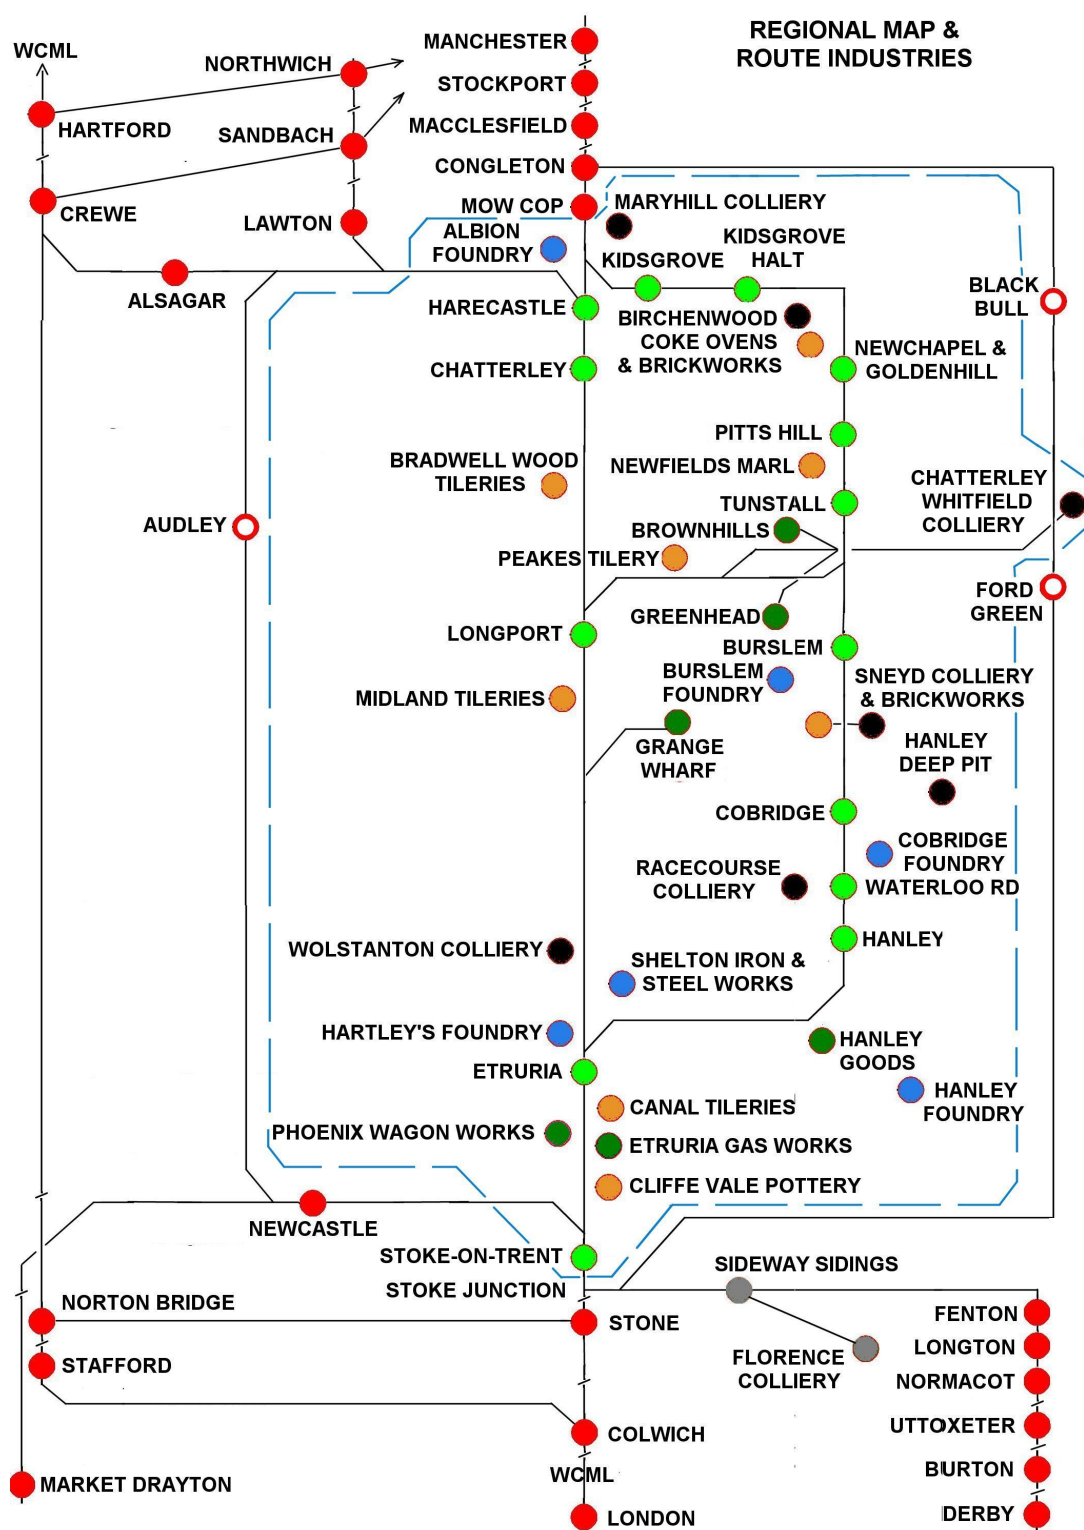 REGIONAL MAP &
ROUTE INDUSTRIES
WCML
NORTHWICH
HARTFORD
SANDBACH
CREWE
LAWTON
ALSAGAR
MANCHESTER
STOCKPORT
MACCLESFIELD
CONGLETON
MOW COP
MARYHILL COLLIERY
ALBION
FOUNDRY
KIDSGROVE
KIDSGROVE
HALT
HARECASTLE
BIRCHENWOOD
COKE OVENS
& BRICKWORKS
BLACK
BULL
CHATTERLEY
NEWCHAPEL &
GOLDENHILL
PITTS HILL
BRADWELL WOOD
TILERIES
NEWFIELDS MARL
CHATTERLEY
WHITFIELD
COLLIERY
TUNSTALL
AUDLEY
BROWNHILLS
PEAKES TILERY
FORD
GREEN
GREENHEAD
LONGPORT
BURSLEM
BURSLEM
FOUNDRY
SNEYD COLLIERY
& BRICKWORKS
MIDLAND TILERIES
GRANGE
WHARF
HANLEY
DEEP PIT
COBRIDGE
COBRIDGE
FOUNDRY
RACECOURSE
COLLIERY
WATERLOO RD
HANLEY
WOLSTANTON COLLIERY
SHELTON IRON &
STEEL WORKS
HARTLEY'S FOUNDRY
HANLEY
GOODS
ETRURIA
HANLEY
FOUNDRY
CANAL TILERIES
PHOENIX WAGON WORKS
ETRURIA GAS WORKS
CLIFFE VALE POTTERY
NEWCASTLE
STOKE-ON-TRENT
STOKE JUNCTION
SIDEWAY SIDINGS
NORTON BRIDGE
STONE
FENTON
STAFFORD
FLORENCE
COLLIERY
LONGTON
NORMACOT
COLWICH
UTTOXETER
WCML
BURTON
MARKET DRAYTON
LONDON
DERBY